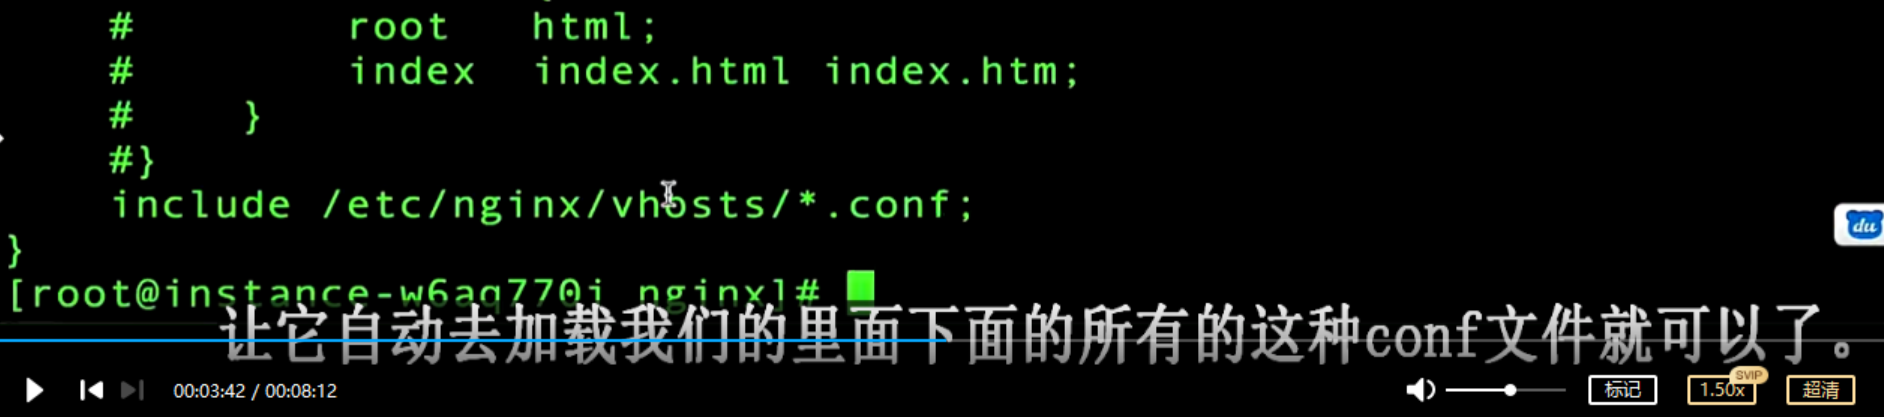 # root html;
# index index.html index.htm;
# }
#}
include /etc/nginx/vhosts/*.conf;
}
[root@instance-w6aq770j nginx]#
让它自动去加载我们的里面下面的所有的这种conf文件就可以了。
du
00:03:42 / 00:08:12
标记
1.50x
SVIP
超清